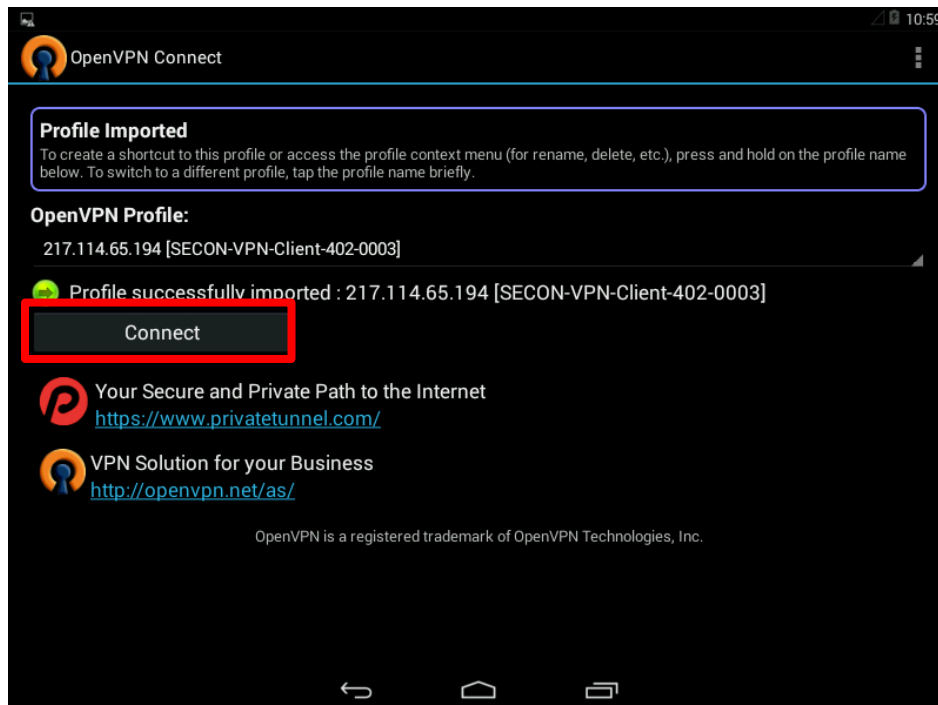 10:59
OpenVPN Connect
Profile Imported
To create a shortcut to this profile or access the profile context menu (for rename, delete, etc.), press and hold on the profile name
below. To switch to a different profile, tap the profile name briefly.
OpenVPN Profile:
217.114.65.194 [SECON-VPN-Client-402-0003]
Profile successfully imported : 217.114.65.194 [SECON-VPN-Client-402-0003]
Connect
Your Secure and Private Path to the Internet
https://www.privatetunnel.com/
VPN Solution for your Business
http://openvpn.net/as/
OpenVPN is a registered trademark of OpenVPN Technologies, Inc.